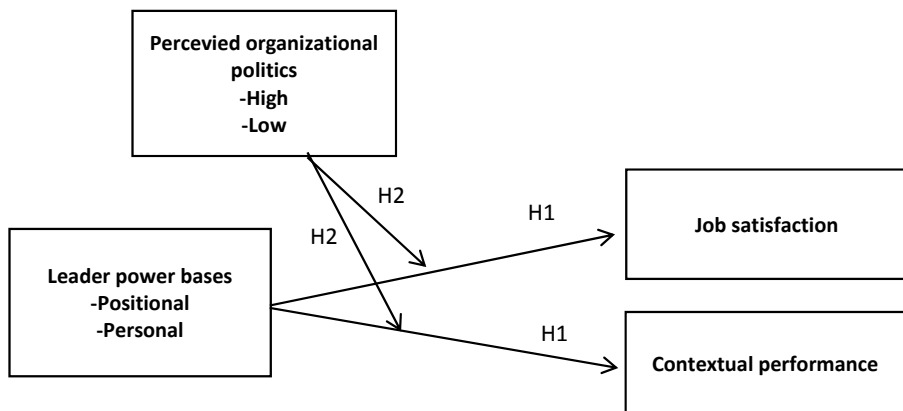 Percevied organizational
politics
-High
-Low
H2
H1
H2
Job satisfaction
Leader power bases
-Positional
-Personal
H1
Contextual performance